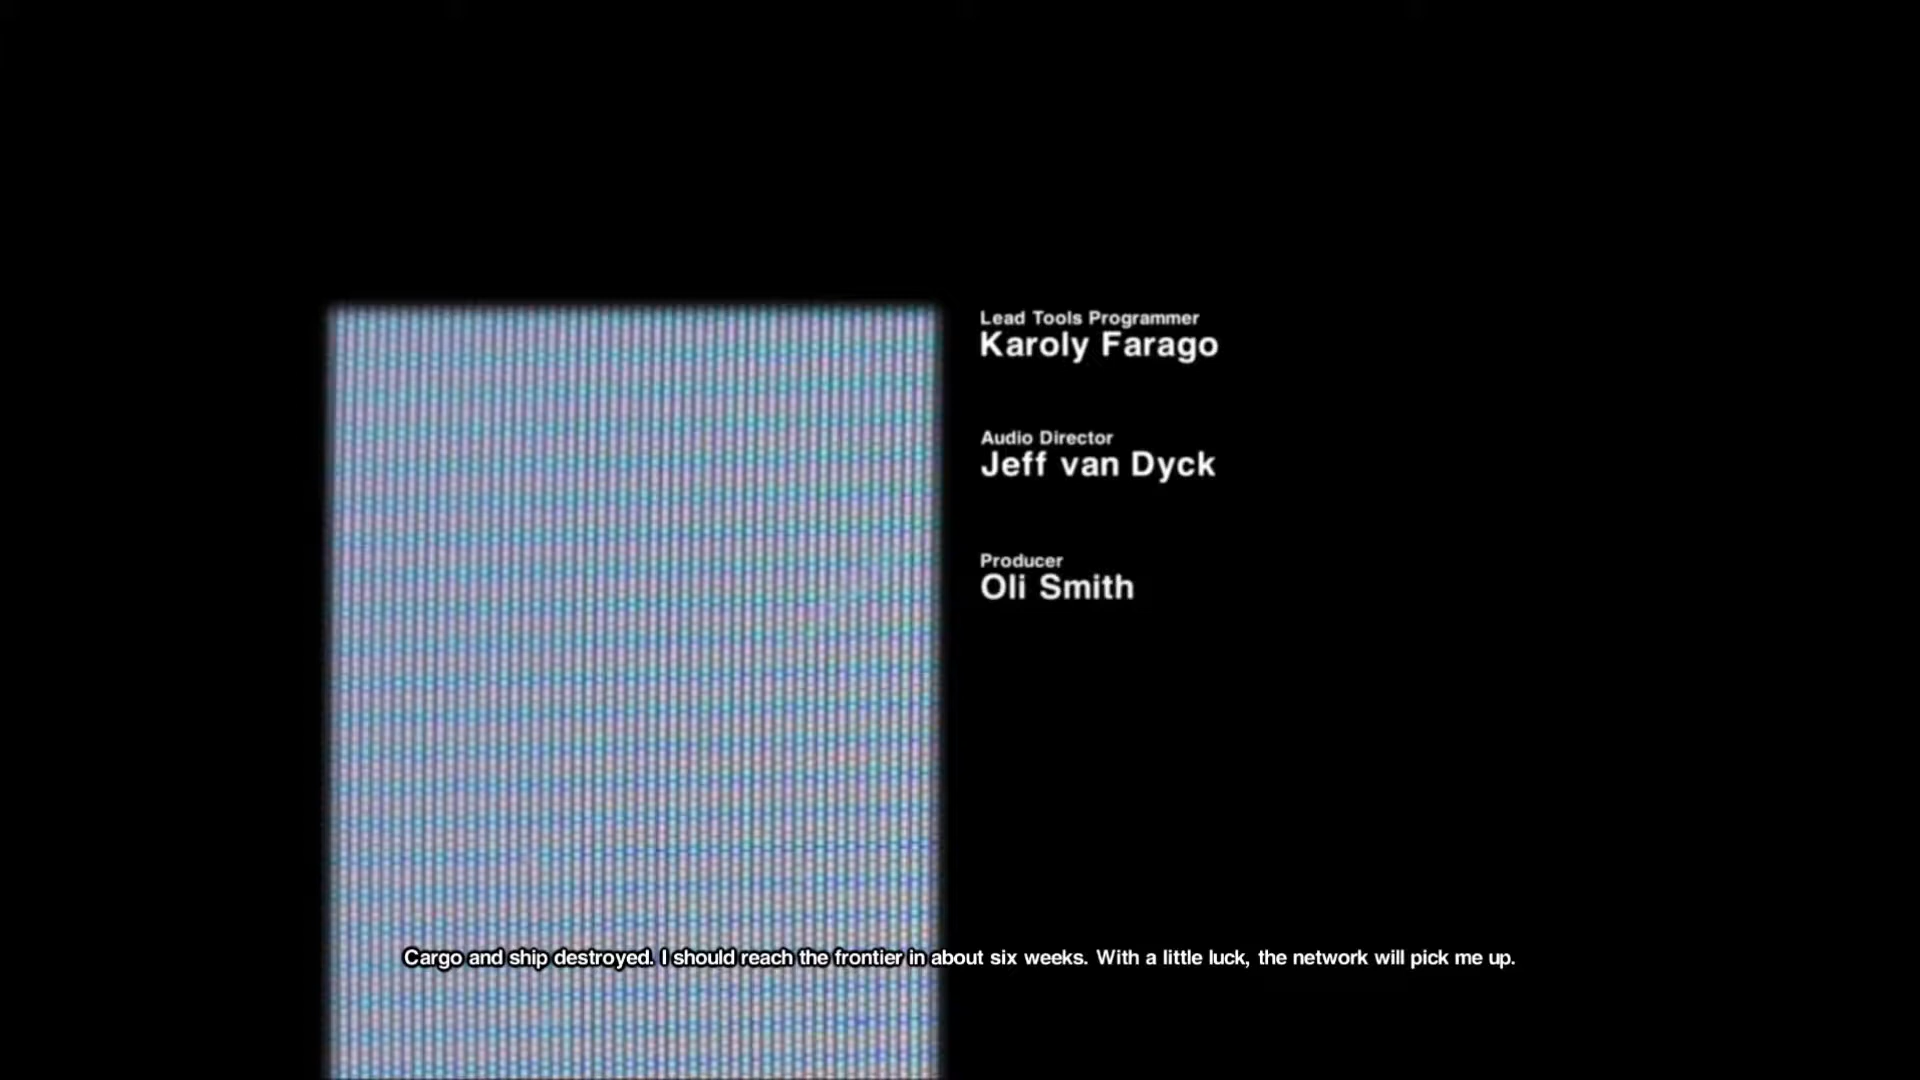 Lead Tools Programmer
Karoly Farago
Audio Director
Jeff van Dyck
Producer
Oli Smith
Cargo and ship destroyed. I should reach the frontier in about six weeks. With a little luck, the network will pick me up.